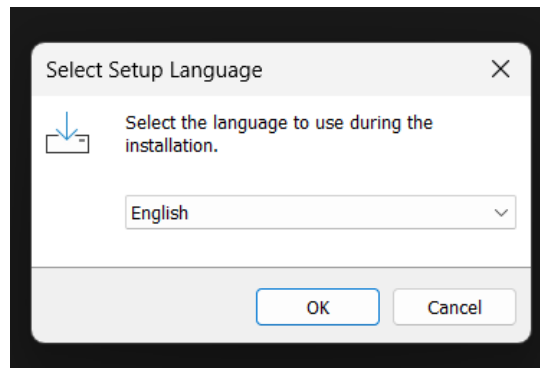 Select Setup Language
Select the language to use during the
installation.
English
OK
Cancel